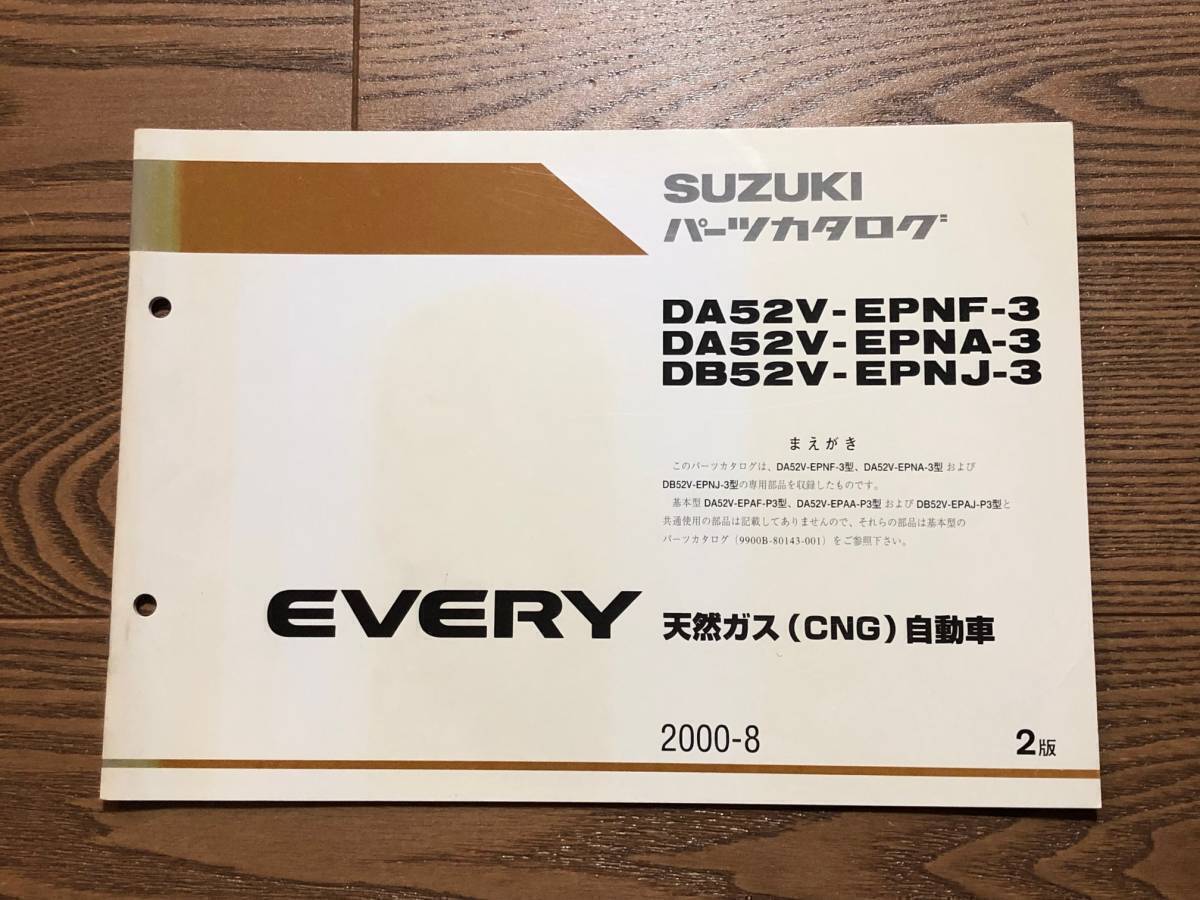 SUZUKI
パーツカタログ
DA52V-EPNF-3
DA52V-EPNA-3
DB52V-EPNJ-3
まえがき
このパーツカタログは、DA52V-EPNF-3型、DA52V-EPNA-3型 および
DB52V-EPNJ-3型の専用部品を収録したものです。
基本型 DA52V-EPAF-P3型、DA52V-EPAA-P3型 および DB52V-EPAJ-P3型と
共通使用の部品は記載してありませんので、それらの部品は基本型の
パーツカタログ（9900B-80143-001）をご参照下さい。
EVERY 天然ガス（CNG）自動車
2000-8 2版